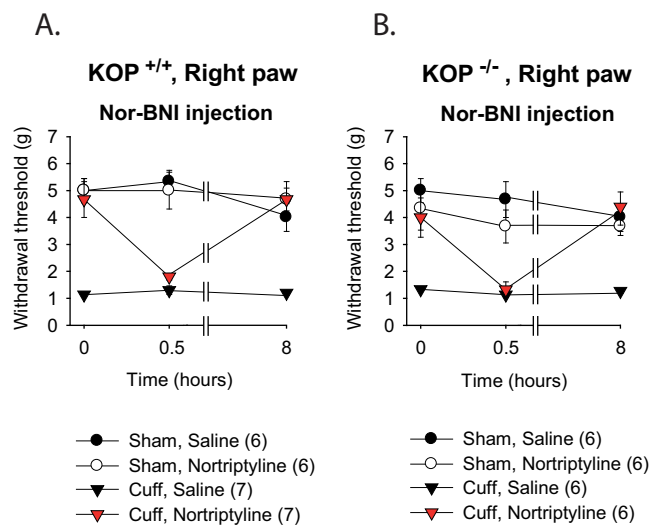 A.
KOP +/+, Right paw
Nor-BNI injection
Withdrawal threshold (g)
7
6
5
4
3
2
1
0
0 0.5 8
Time (hours)
Sham, Saline (6)
Sham, Nortriptyline (6)
Cuff, Saline (7)
Cuff, Nortriptyline (7)
B.
KOP -/- , Right paw
Nor-BNI injection
Withdrawal threshold (g)
7
6
5
4
3
2
1
0
0 0.5 8
Time (hours)
Sham, Saline (6)
Sham, Nortriptyline (6)
Cuff, Saline (6)
Cuff, Nortriptyline (6)